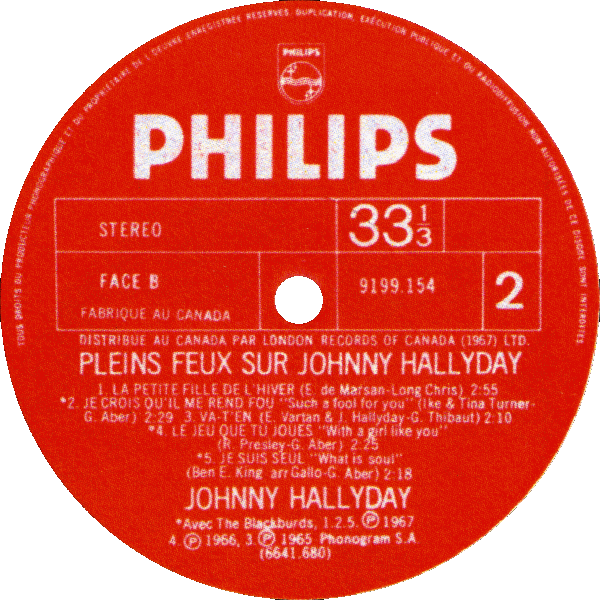 TOUS DROITS DU PRODUCTEUR PHONOGRAPHIQUE ET DU PROPRIETAIRE DE L'OEUVRE ENREGISTREE RESERVES. DUPLICATION, EXECUTION PUBLIQUE ET OU RADIODIFFUSION NON AUTORISEES DE CE DISQUE SONT INTERDITES
PHILIPS
PHILIPS
STEREO
33 1/3
FACE B
9199.154
2
FABRIQUE AU CANADA
DISTRIBUE AU CANADA PAR LONDON RECORDS OF CANADA (1967) LTD.
PLEINS FEUX SUR JOHNNY HALLYDAY
1. LA PETITE FILLE DE L'HIVER (E. de Marsan-Long Chris) 2:55
*2. JE CROIS QU'IL ME REND FOU "Such a fool for you" (Ike & Tina Turner-
G. Aber) 2:29 3. VA-T'EN (E. Vartan & J. Hallyday-G. Thibaut) 2:10
*4. LE JEU QUE TU JOUES "With a girl like you"
(R. Presley-G. Aber) 2:25
*5. JE SUIS SEUL "What is soul"
(Ben E. King arr Gallo-G. Aber) 2:18
JOHNNY HALLYDAY
*Avec The Blackburds, 1.2.5. ℗ 1967
4. ℗ 1966, 3. ℗ 1965 Phonogram S.A
(6641.680)